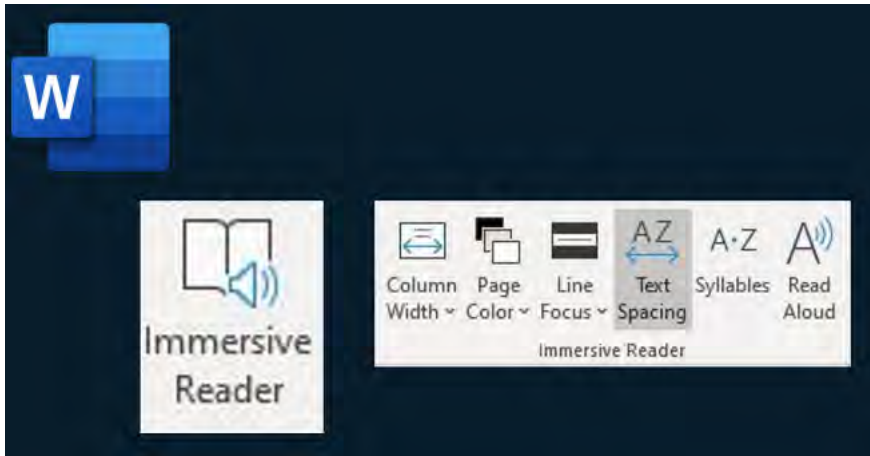 W
Immersive
Reader
AZ
A·Z
A
Column Page Line Text Syllables Read
Width Color Focus Spacing Aloud
Immersive Reader